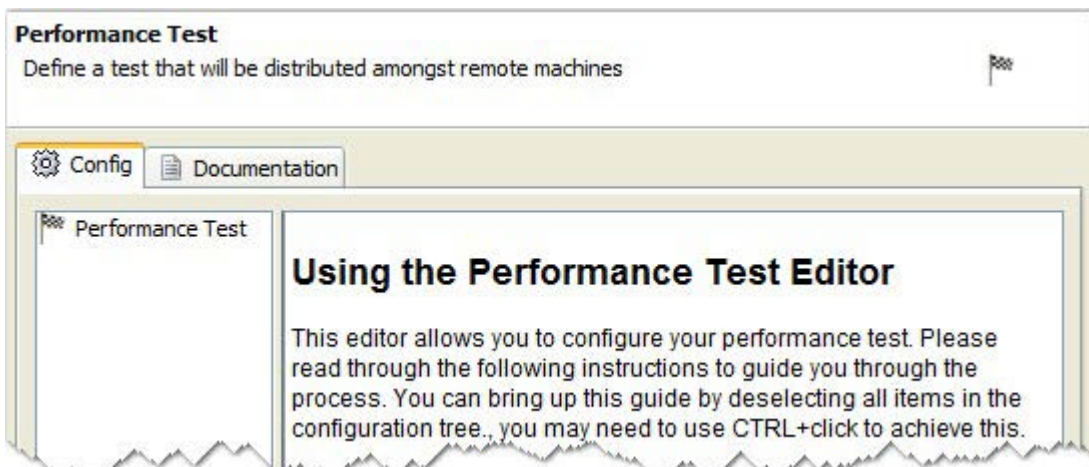 Performance Test
Define a test that will be distributed amongst remote machines
Config
Documentation
Performance Test
Using the Performance Test Editor
This editor allows you to configure your performance test. Please
read through the following instructions to guide you through the
process. You can bring up this guide by deselecting all items in the
configuration tree., you may need to use CTRL+click to achieve this.